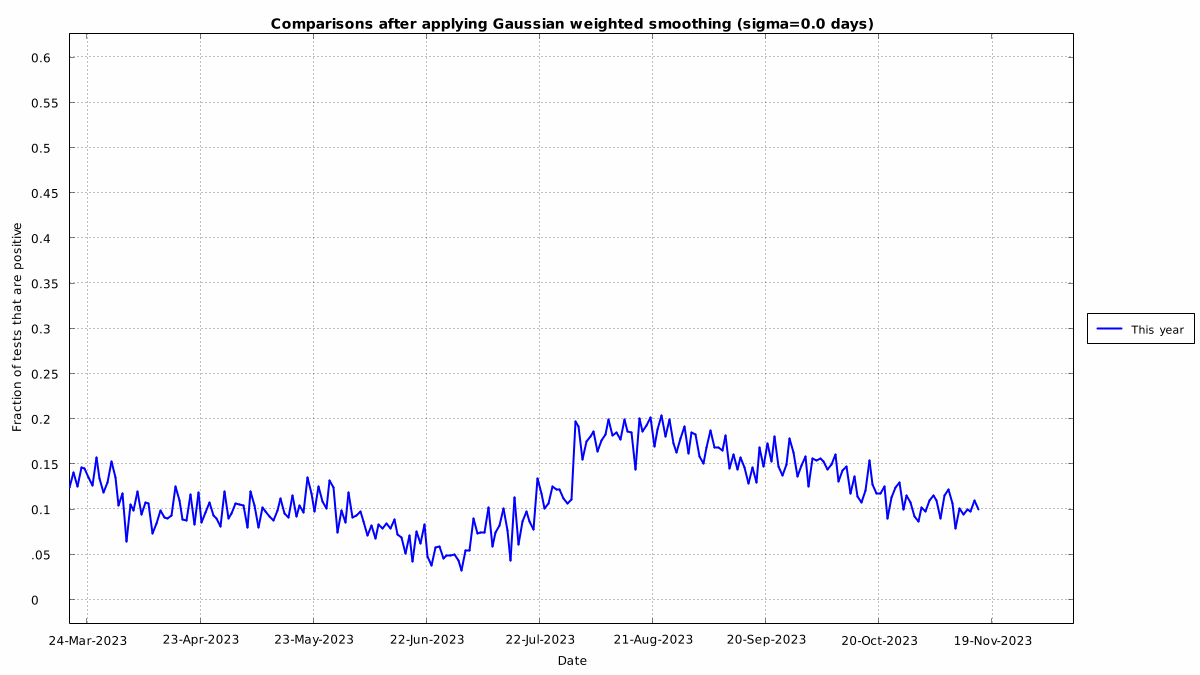 Comparisons after applying Gaussian weighted smoothing (sigma=0.0 days)
Fraction of tests that are positive
0.6
0.55
0.5
0.45
0.4
0.35
0.3
0.25
0.2
0.15
0.1
.05
0
This year
24-Mar-2023 23-Apr-2023 23-May-2023 22-Jun-2023 22-Jul-2023 21-Aug-2023 20-Sep-2023 20-Oct-2023 19-Nov-2023
Date